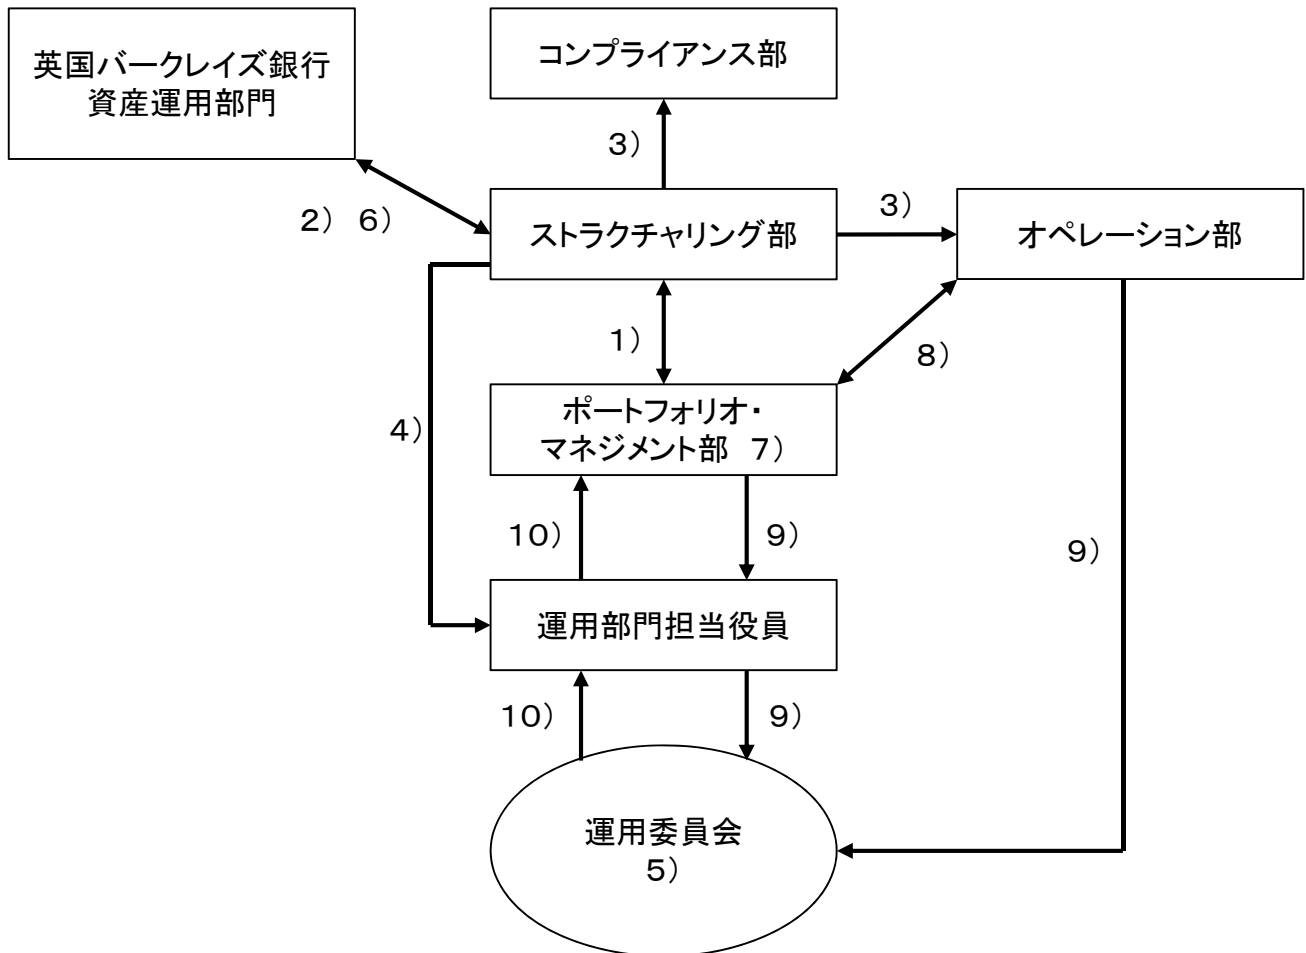 英国バークレイズ銀行
資産運用部門
コンプライアンス部
3）
2） 6）
ストラクチャリング部
3）
オペレーション部
1）
8）
4）
ポートフォリオ・
マネジメント部 7）
10）
9）
9）
運用部門担当役員
10）
9）
運用委員会
5）